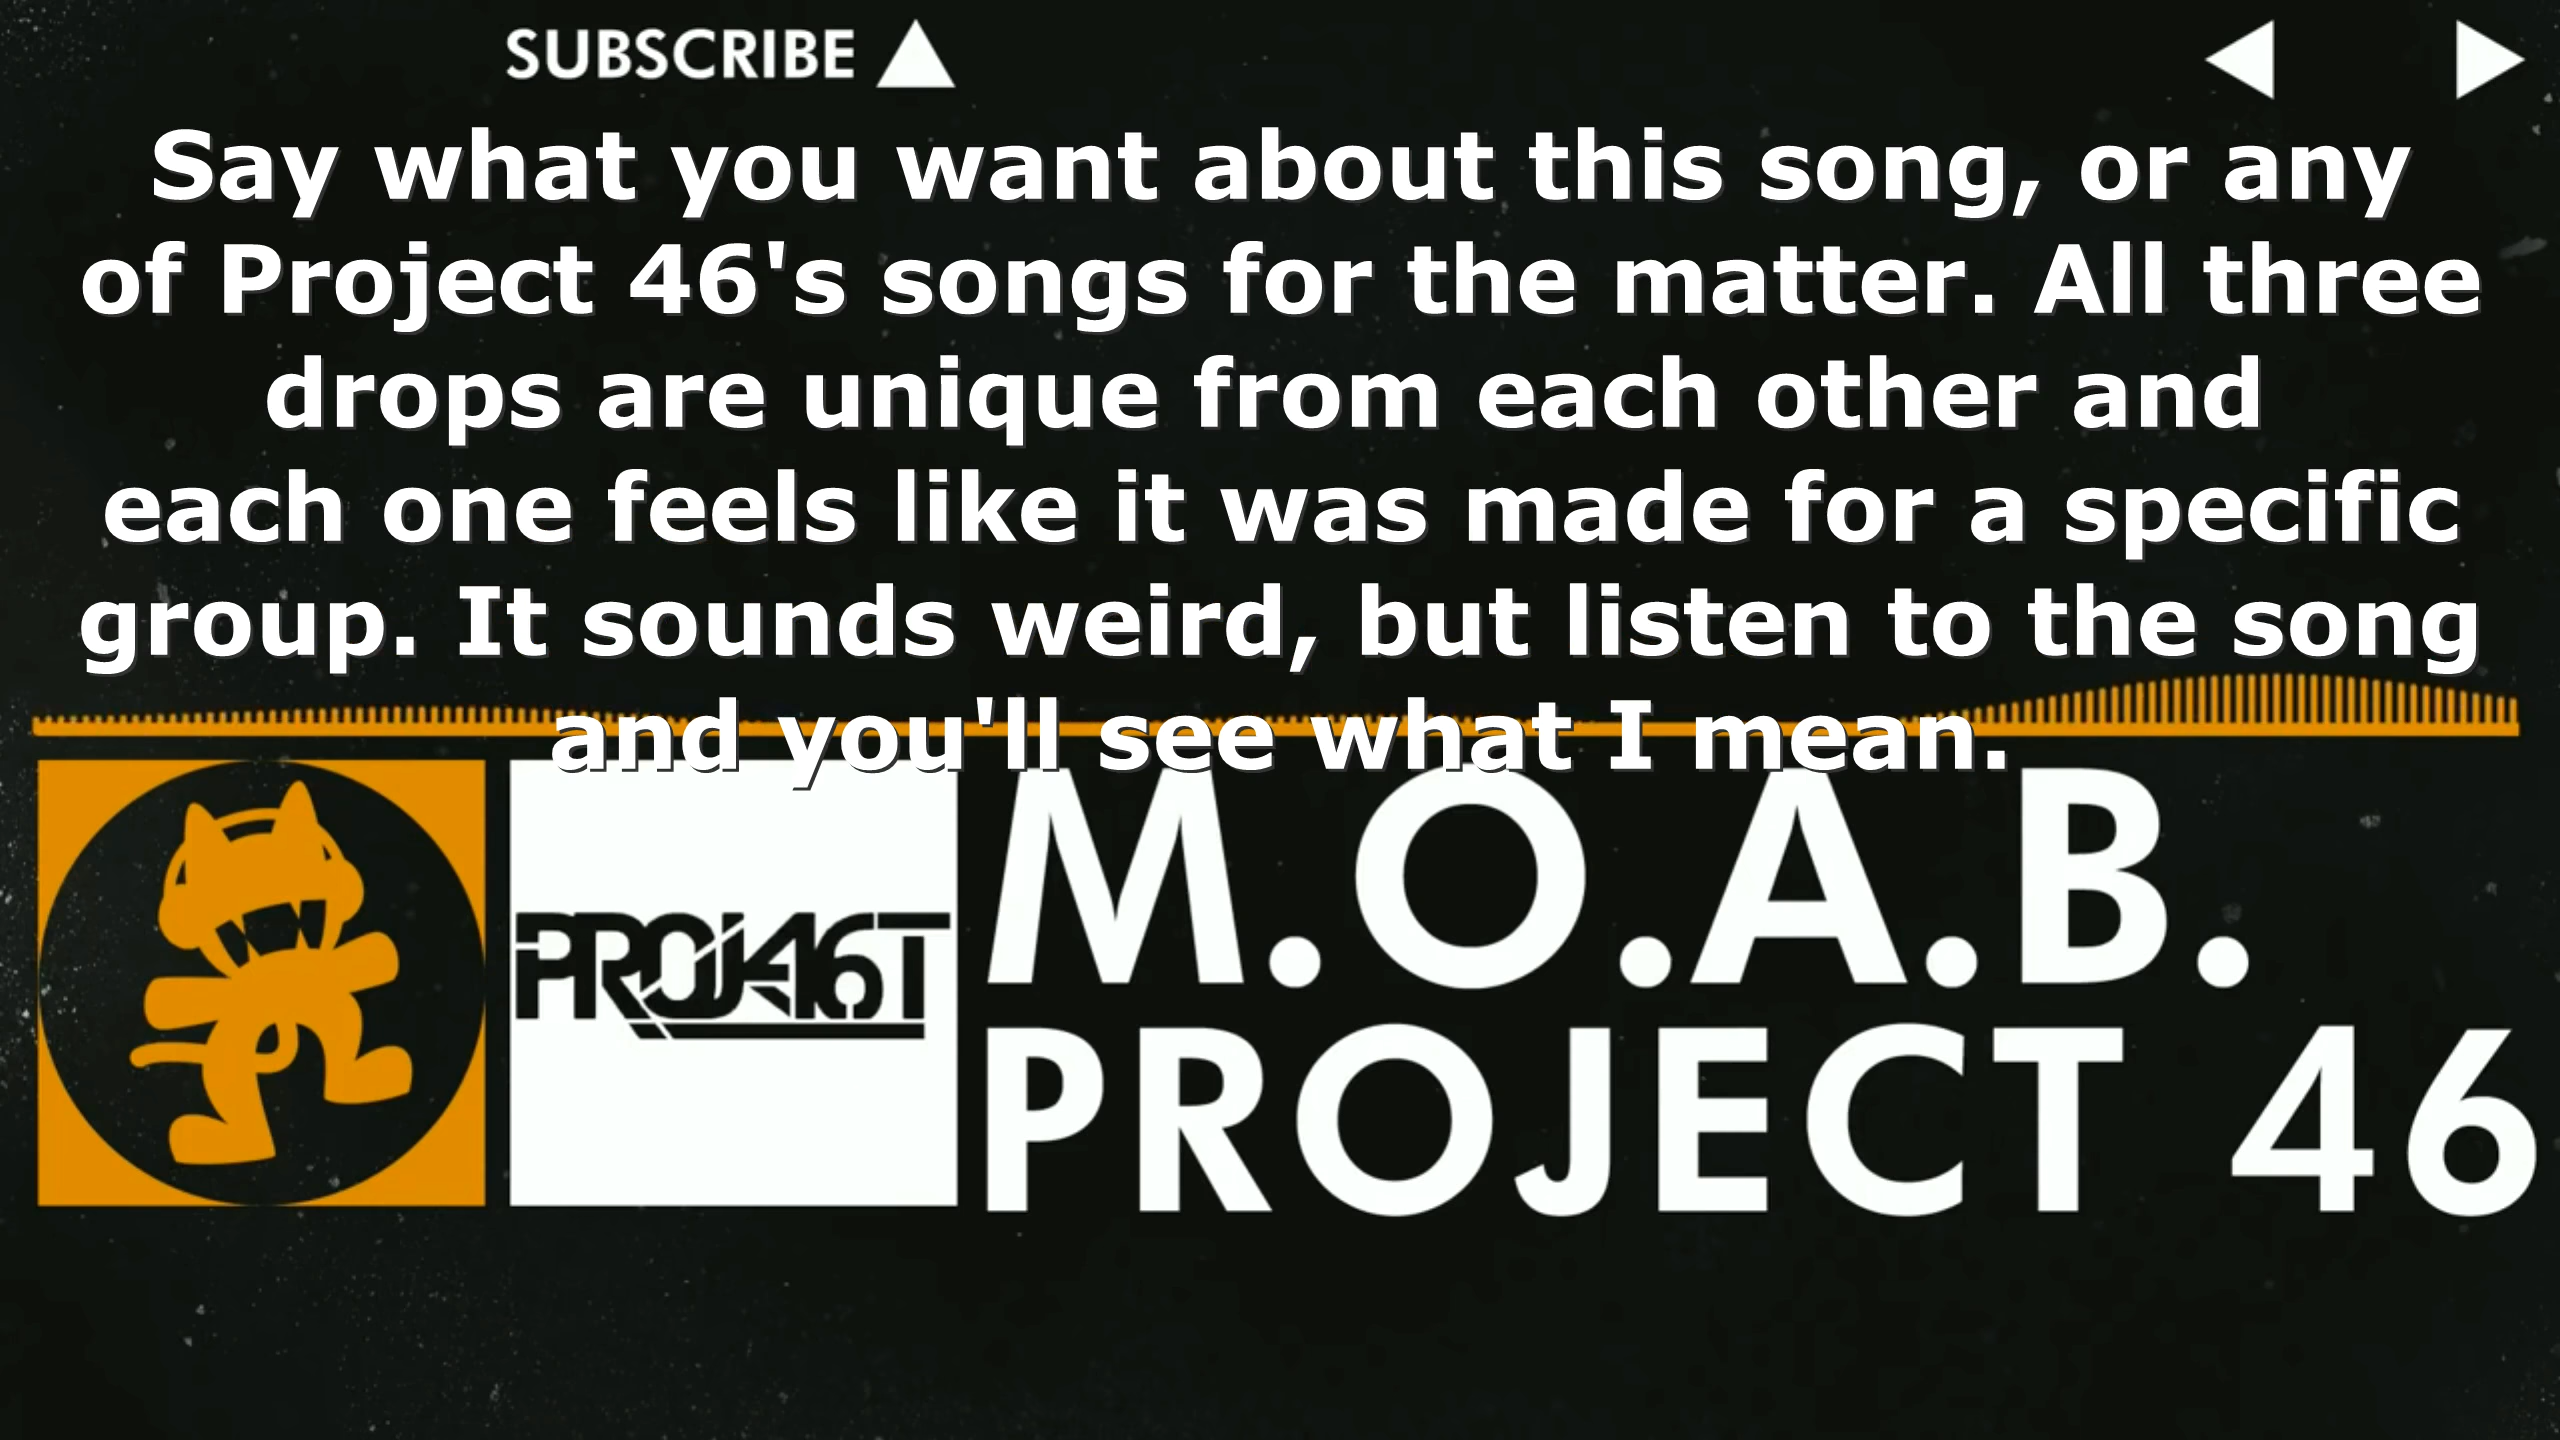 SUBSCRIBE
Say what you want about this song, or any
of Project 46's songs for the matter. All three
drops are unique from each other and
each one feels like it was made for a specific
group. It sounds weird, but listen to the song
and you'll see what I mean.
PROJ46T
M.O.A.B.
PROJECT 46